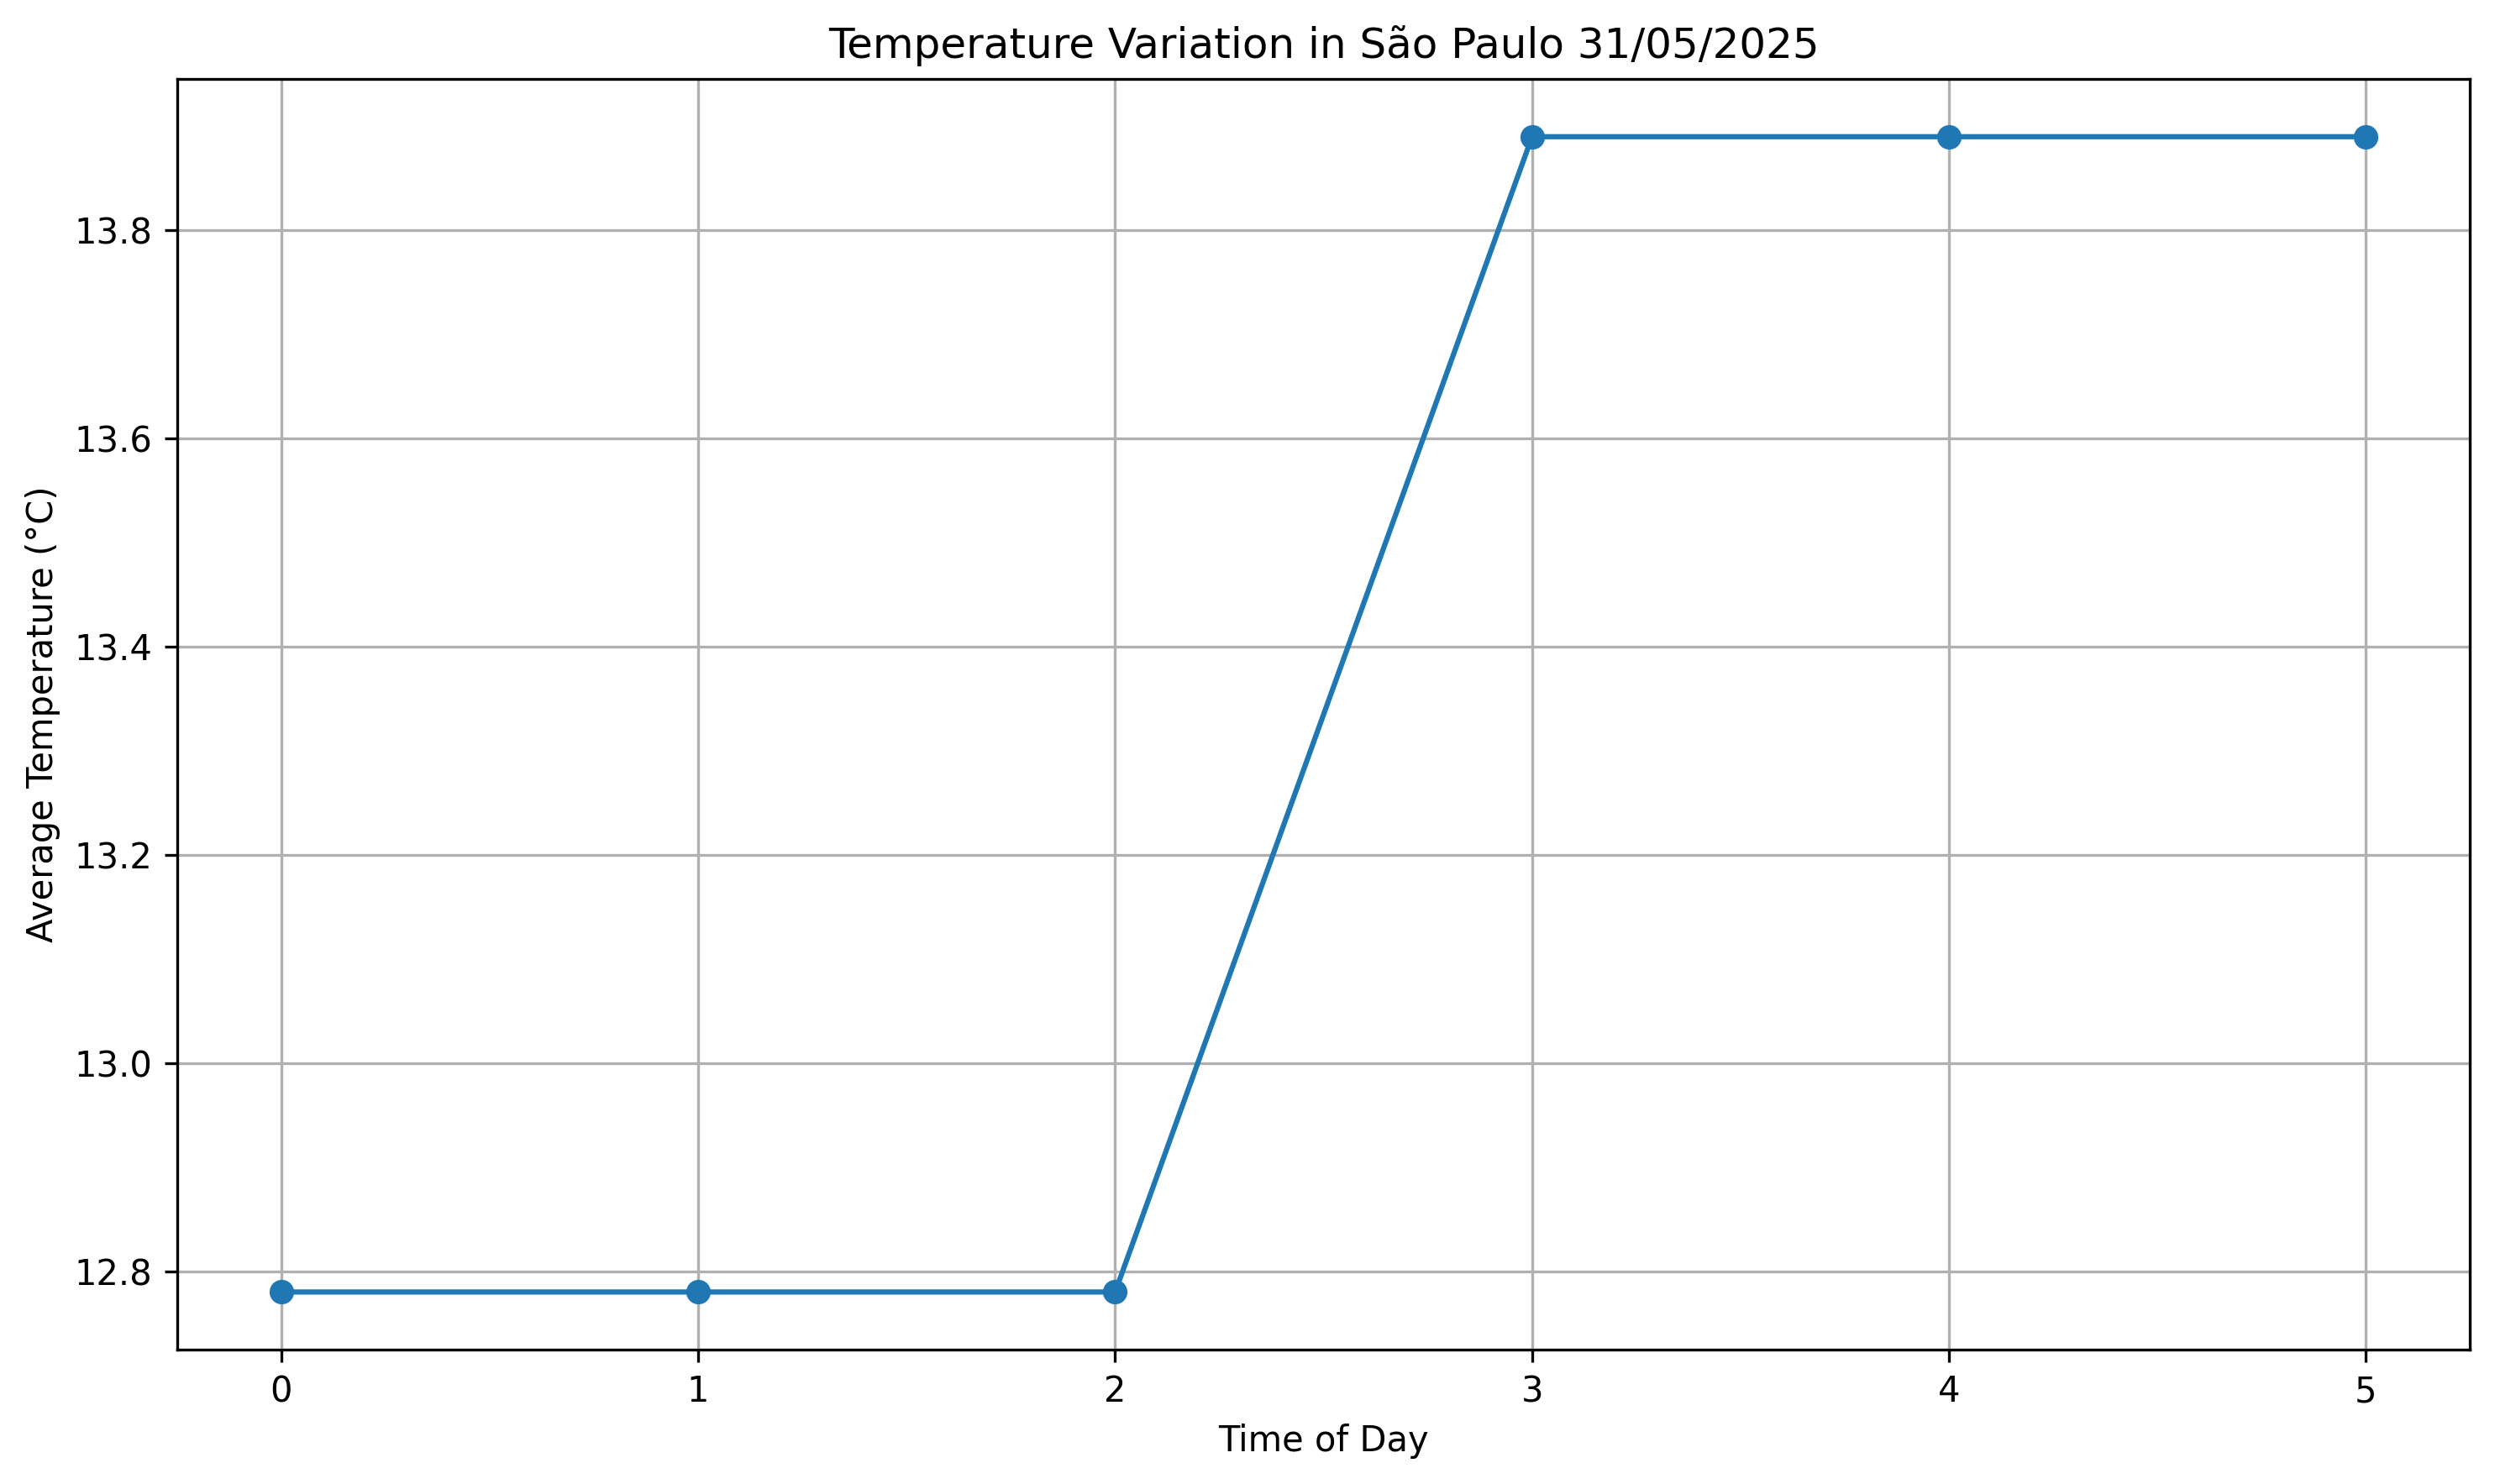 Temperature Variation in São Paulo 31/05/2025
Average Temperature (°C)
13.8
13.6
13.4
13.2
13.0
12.8
0 1 2 3 4 5
Time of Day